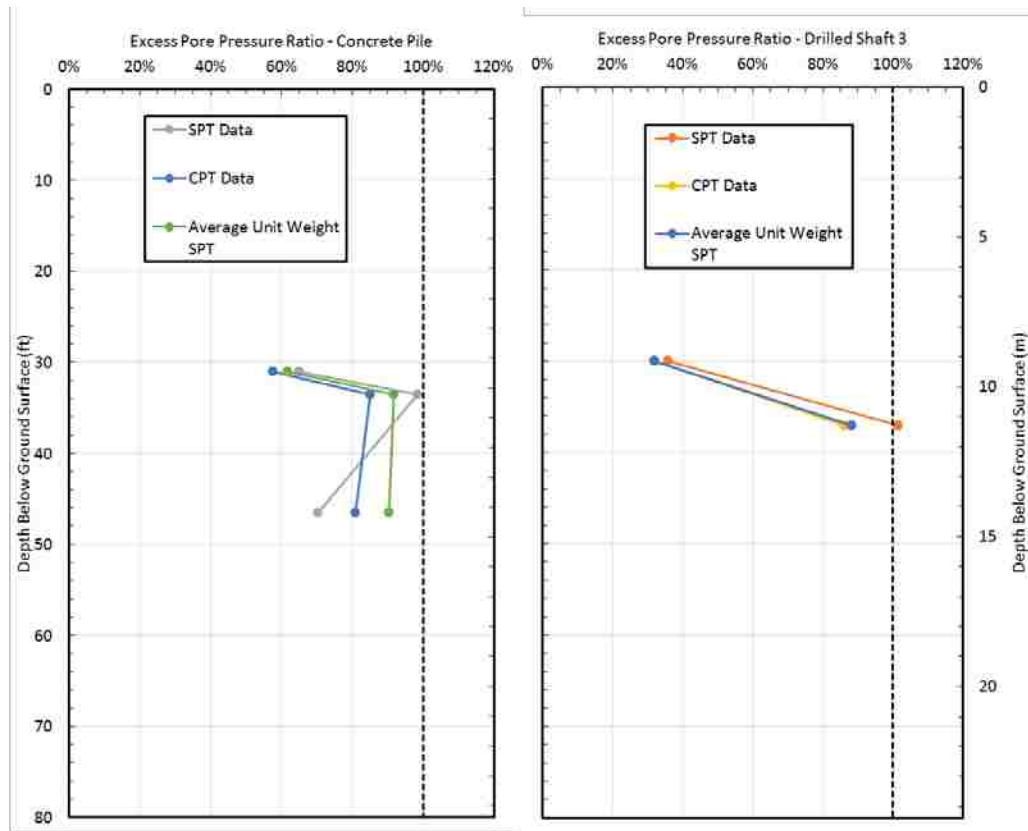 Excess Pore Pressure Ratio - Concrete Pile
0% 20% 40% 60% 80% 100% 120%
0
10
20
30
40
50
60
70
80
Depth Below Ground Surface (ft)
SPT Data
CPT Data
Average Unit Weight
SPT
Excess Pore Pressure Ratio - Drilled Shaft 3
0% 20% 40% 60% 80% 100% 120%
SPT Data
CPT Data
Average Unit Weight
SPT
0
5
10
15
20
Depth Below Ground Surface (m)